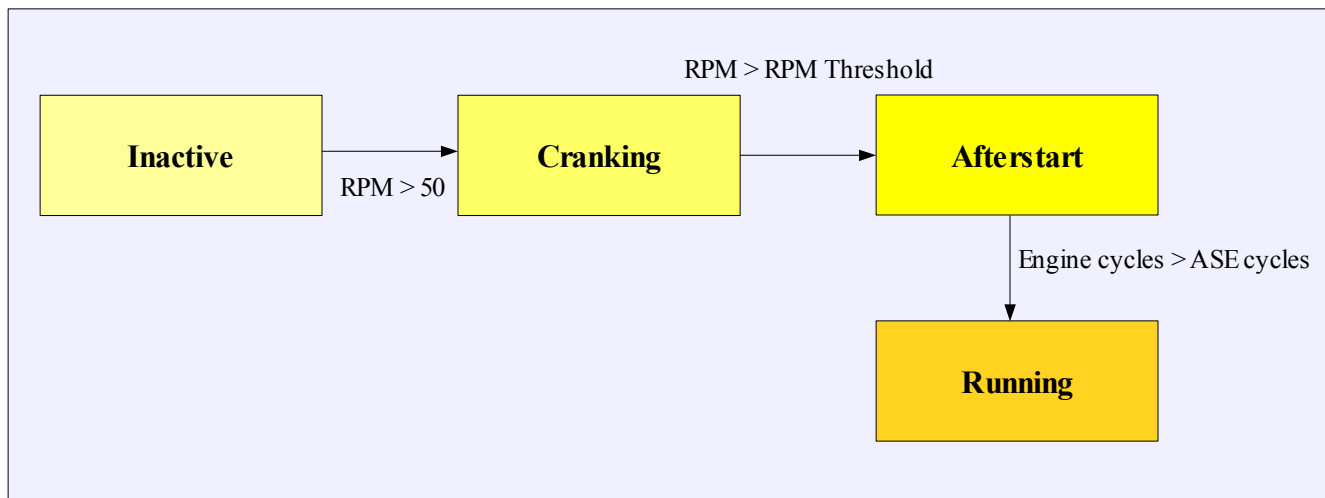 RPM > RPM Threshold
Inactive
Cranking
Afterstart
RPM > 50
Engine cycles > ASE cycles
Running